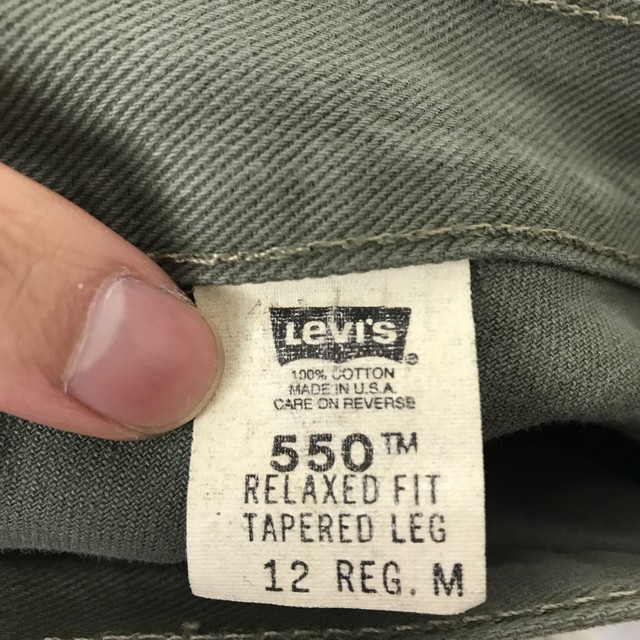 Levi's ®
100% COTTON
MADE IN U.S.A.
CARE ON REVERSE
550™
RELAXED FIT
TAPERED LEG
12 REG. M